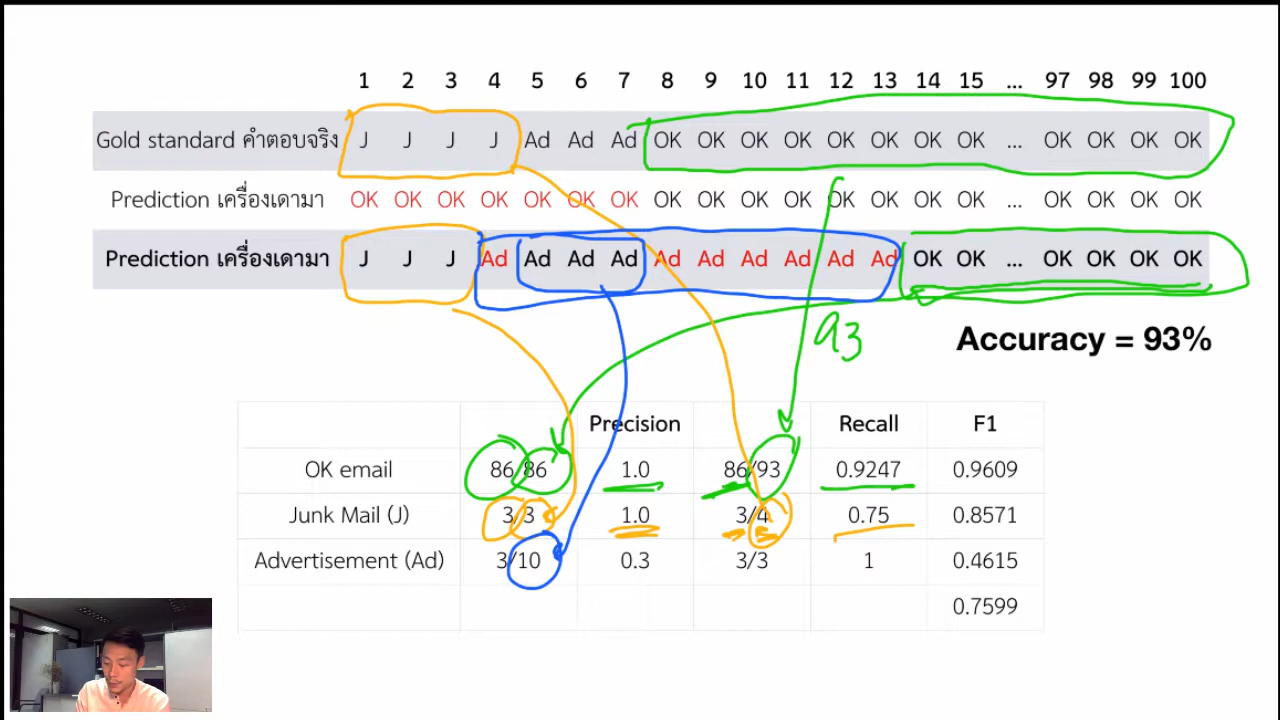 1 2 3 4 5 6 7 8 9 10 11 12 13 14 15 ... 97 98 99 100
Gold standard คำตอบจริง J J J J Ad Ad Ad OK OK OK OK OK OK OK OK ... OK OK OK OK
Prediction เครื่องเดามา OK OK OK OK OK OK OK OK OK OK OK OK OK OK OK ... OK OK OK OK
Prediction เครื่องเดามา J J J Ad Ad Ad Ad Ad Ad Ad Ad Ad Ad OK OK ... OK OK OK OK
93
Accuracy = 93%
Precision Recall F1
OK email 86/86 1.0 86/93 0.9247 0.9609
Junk Mail (J) 3/3 1.0 3/4 0.75 0.8571
Advertisement (Ad) 3/10 0.3 3/3 1 0.4615
0.7599